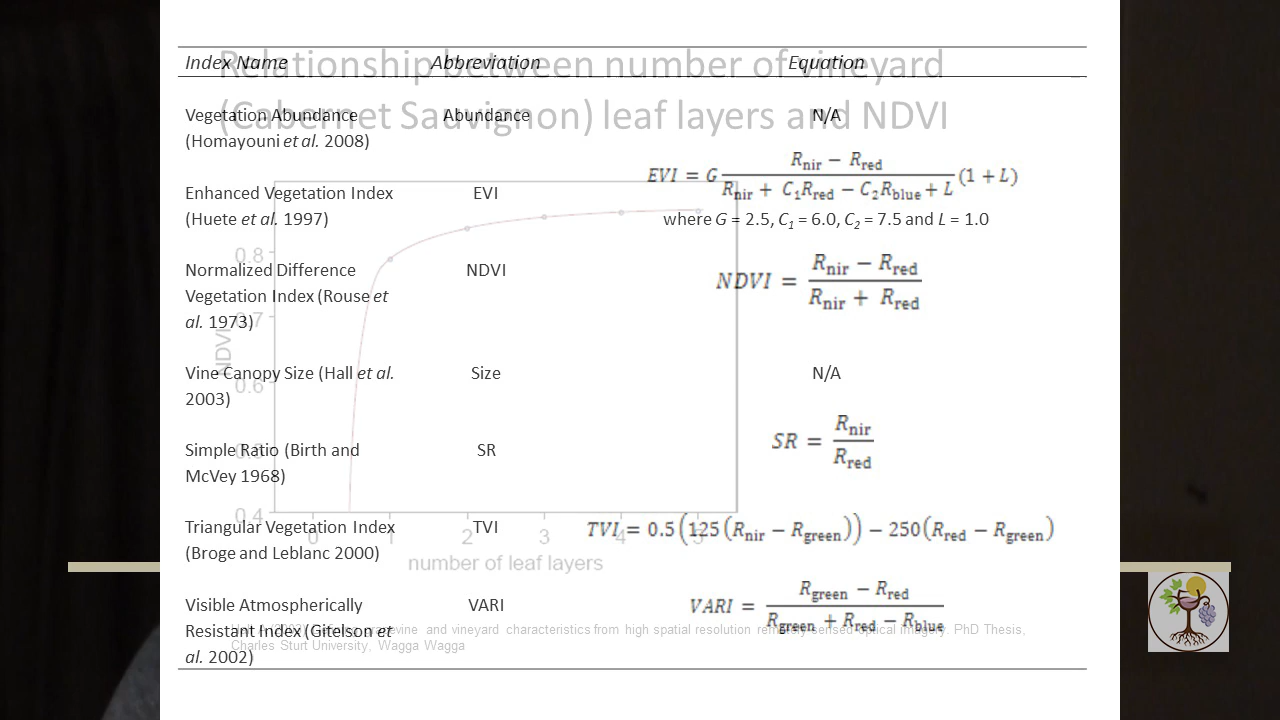 Relationship between number of vineyard
(Cabernet Sauvignon) leaf layers and NDVI
Index Name Abbreviation Equation
Vegetation Abundance
(Homayouni et al. 2008) Abundance N/A
Enhanced Vegetation Index
(Huete et al. 1997) EVI EVI = G (R_nir − R_red) / (R_nir + C_1R_red − C_2R_blue + L) (1 + L)
where G = 2.5, C_1 = 6.0, C_2 = 7.5 and L = 1.0
Normalized Difference
Vegetation Index (Rouse et
al. 1973) NDVI NDVI = (R_nir − R_red) / (R_nir + R_red)
Vine Canopy Size (Hall et al.
2003) Size N/A
Simple Ratio (Birth and
McVey 1968) SR SR = R_nir / R_red
Triangular Vegetation Index
(Broge and Leblanc 2000) TVI TVI = 0.5(125(R_nir − R_green)) − 250(R_red − R_green)
Visible Atmospherically
Resistant Index (Gitelson et
al. 2002) VARI VARI = (R_green − R_red) / (R_green + R_red − R_blue)
NDVI
0.8
0.7
0.6
0.4
0 1 2 3 4 5
number of leaf layers
vine and vineyard characteristics from high spatial resolution remotely sensed optical imagery. PhD Thesis,
Charles Sturt University, Wagga Wagga